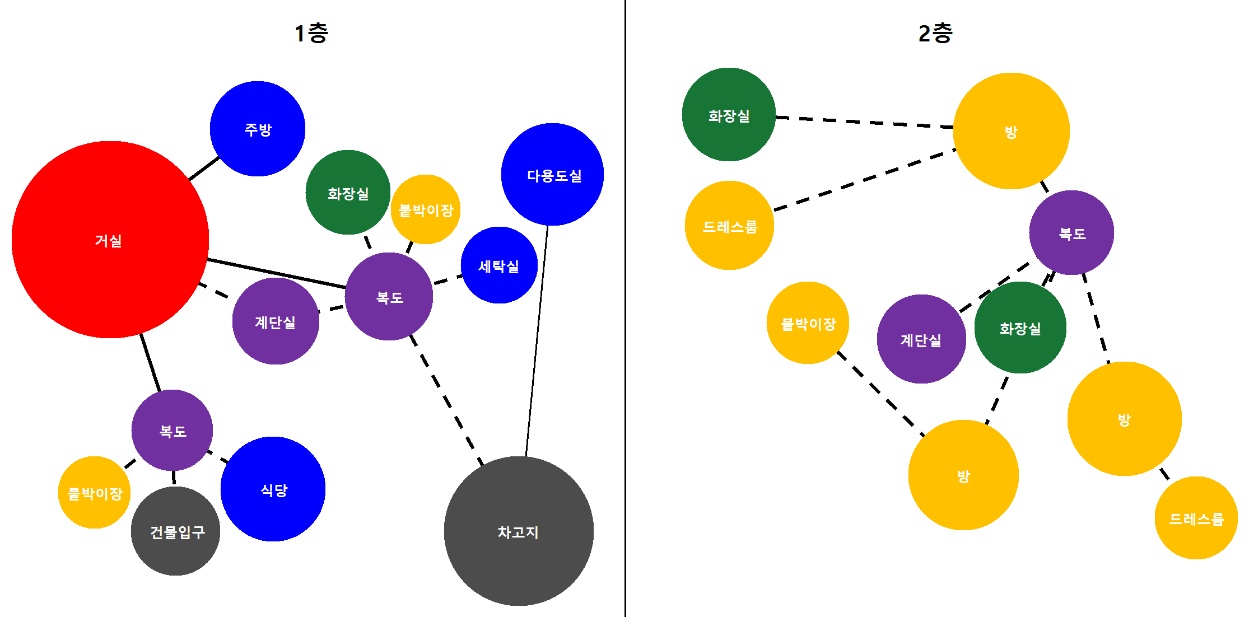 1층
주방
거실
화장실
붙박이장
다용도실
세탁실
계단실
복도
복도
붙박이장
건물입구
식당
차고지
2층
화장실
방
드레스룸
복도
붙박이장
계단실
화장실
방
방
드레스룸